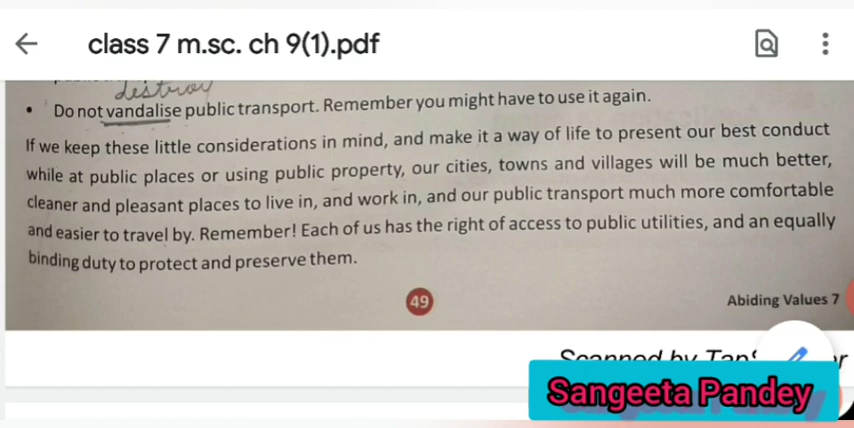 class 7 m.sc. ch 9(1).pdf
destroy
• Do not vandalise public transport. Remember you might have to use it again.
If we keep these little considerations in mind, and make it a way of life to present our best conduct
while at public places or using public property, our cities, towns and villages will be much better,
cleaner and pleasant places to live in, and work in, and our public transport much more comfortable
and easier to travel by. Remember! Each of us has the right of access to public utilities, and an equally
binding duty to protect and preserve them.
49
Abiding Values 7
Scanned by
Sangeeta Pandey